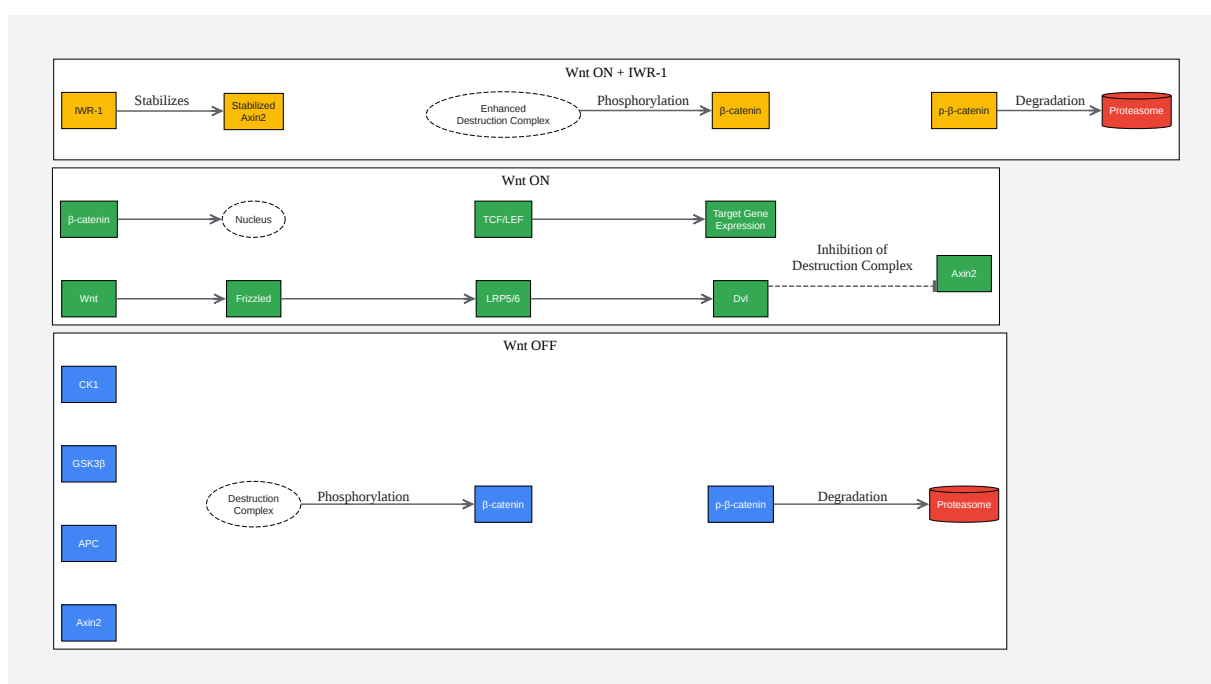 Wnt ON + IWR-1
IWR-1
Stabilizes
Stabilized
Axin2
Enhanced
Destruction Complex
Phosphorylation
β-catenin
p-β-catenin
Degradation
Proteasome
Wnt ON
β-catenin
Nucleus
TCF/LEF
Target Gene
Expression
Wnt
Frizzled
LRP5/6
Dvl
Inhibition of
Destruction Complex
Axin2
Wnt OFF
CK1
GSK3β
APC
Axin2
Destruction
Complex
Phosphorylation
β-catenin
p-β-catenin
Degradation
Proteasome